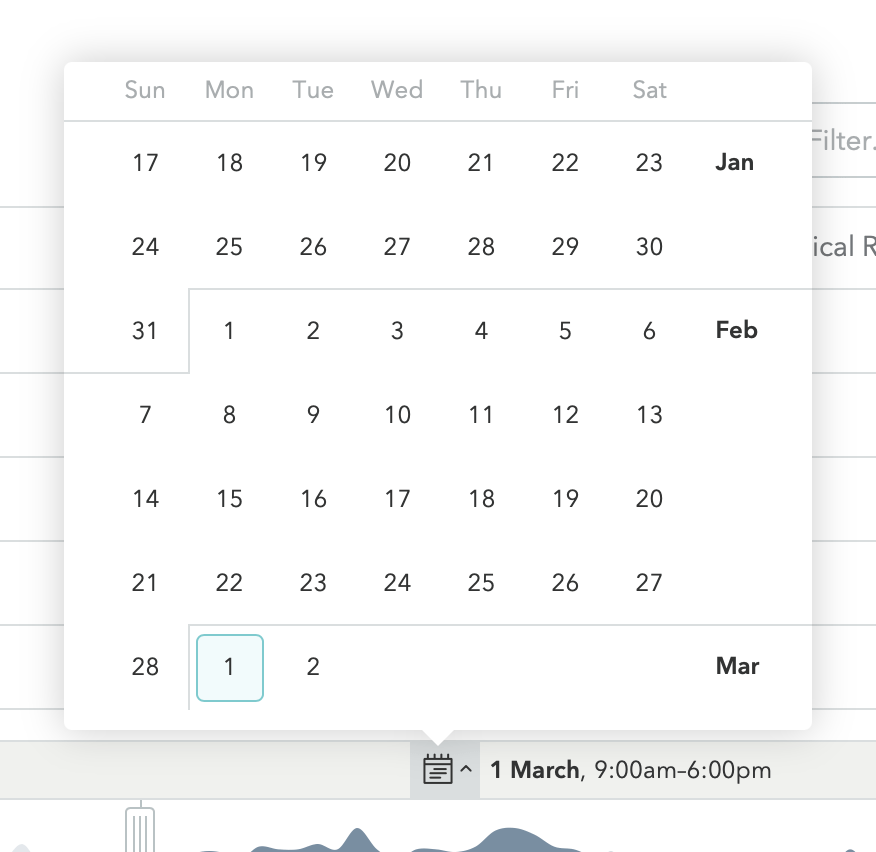 Sun Mon Tue Wed Thu Fri Sat
Filter.
17 18 19 20 21 22 23 Jan
24 25 26 27 28 29 30
ical R
31 1 2 3 4 5 6 Feb
7 8 9 10 11 12 13
14 15 16 17 18 19 20
21 22 23 24 25 26 27
28 1 2 Mar
1 March, 9:00am–6:00pm